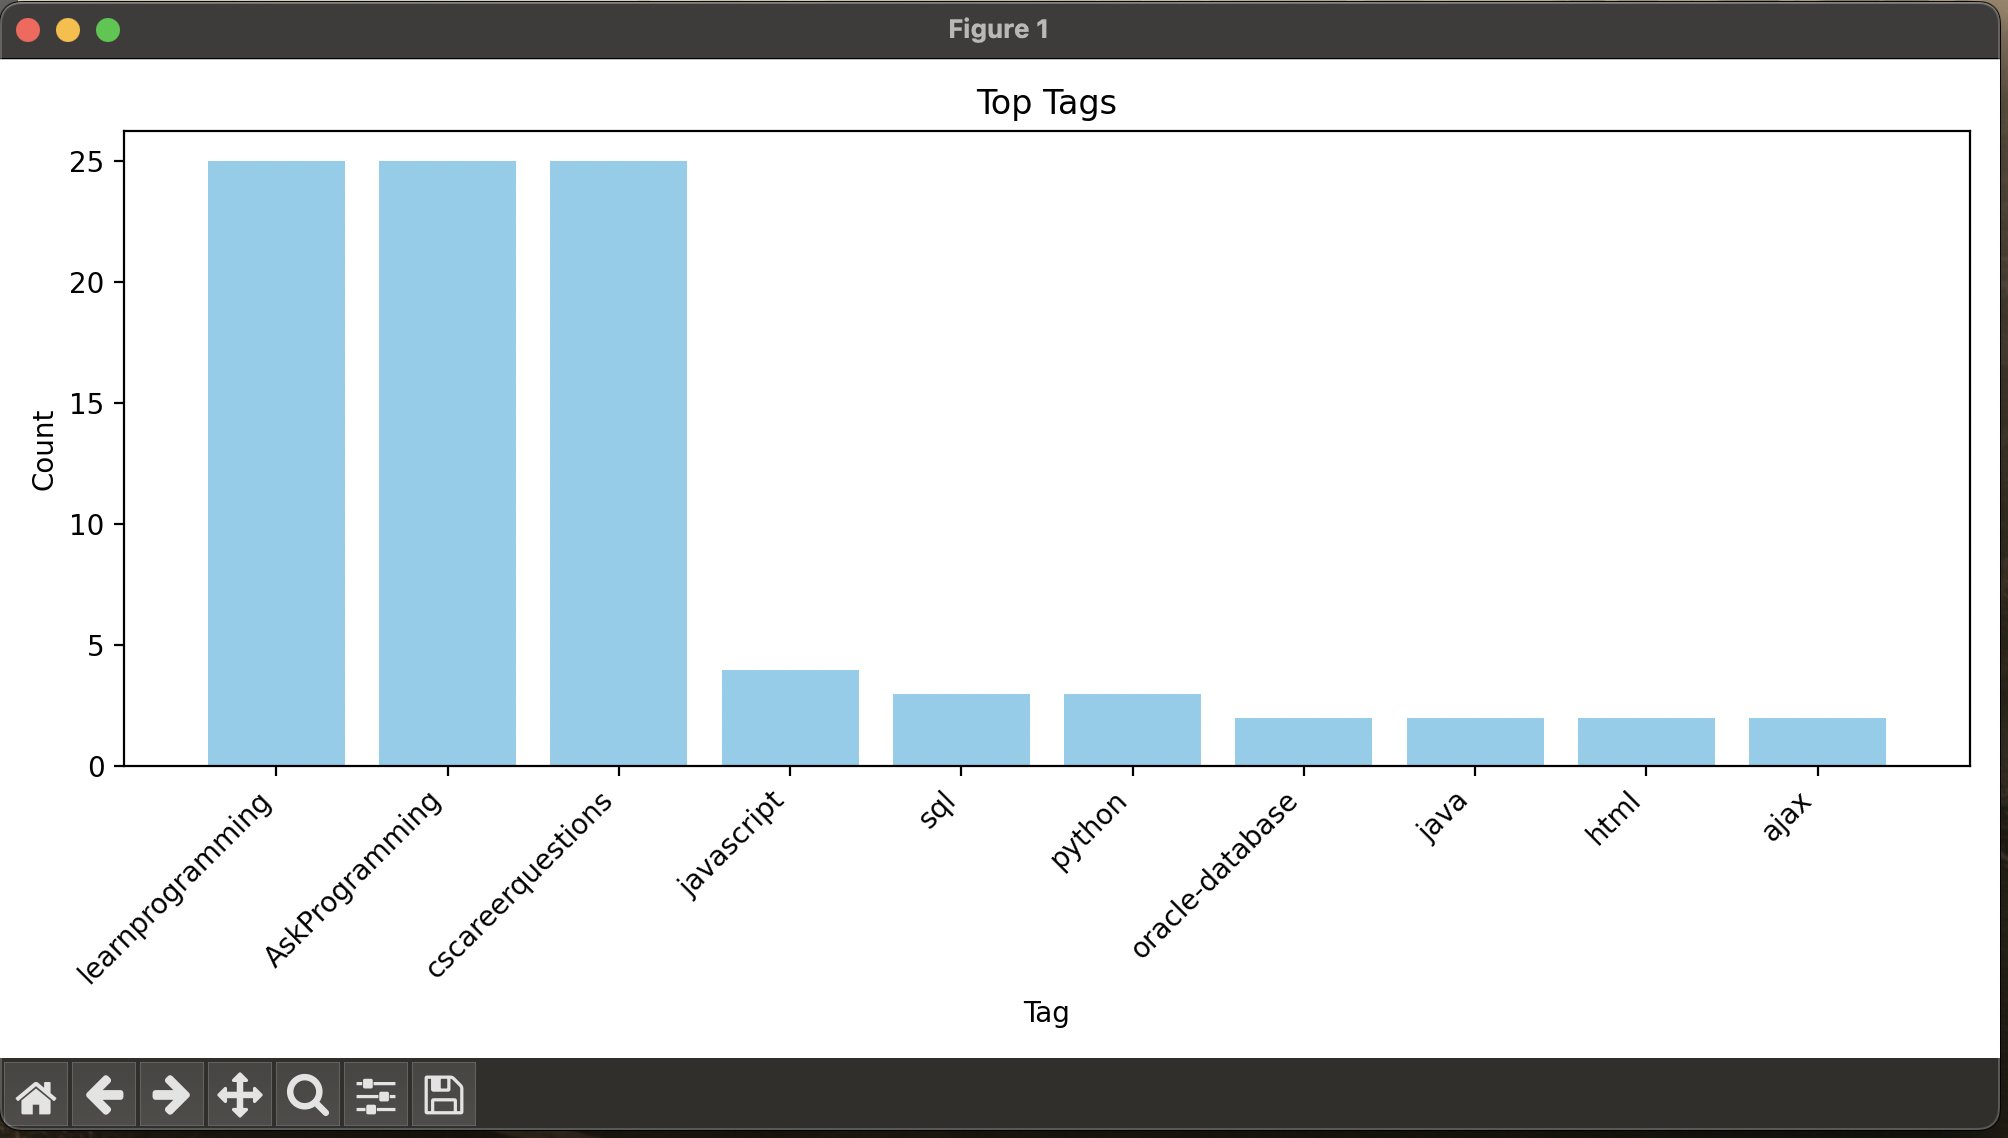 Figure 1
Top Tags
25
20
15
10
5
0
Count
learnprogramming
AskProgramming
cscareerquestions
javascript
sql
python
oracle-database
java
html
ajax
Tag